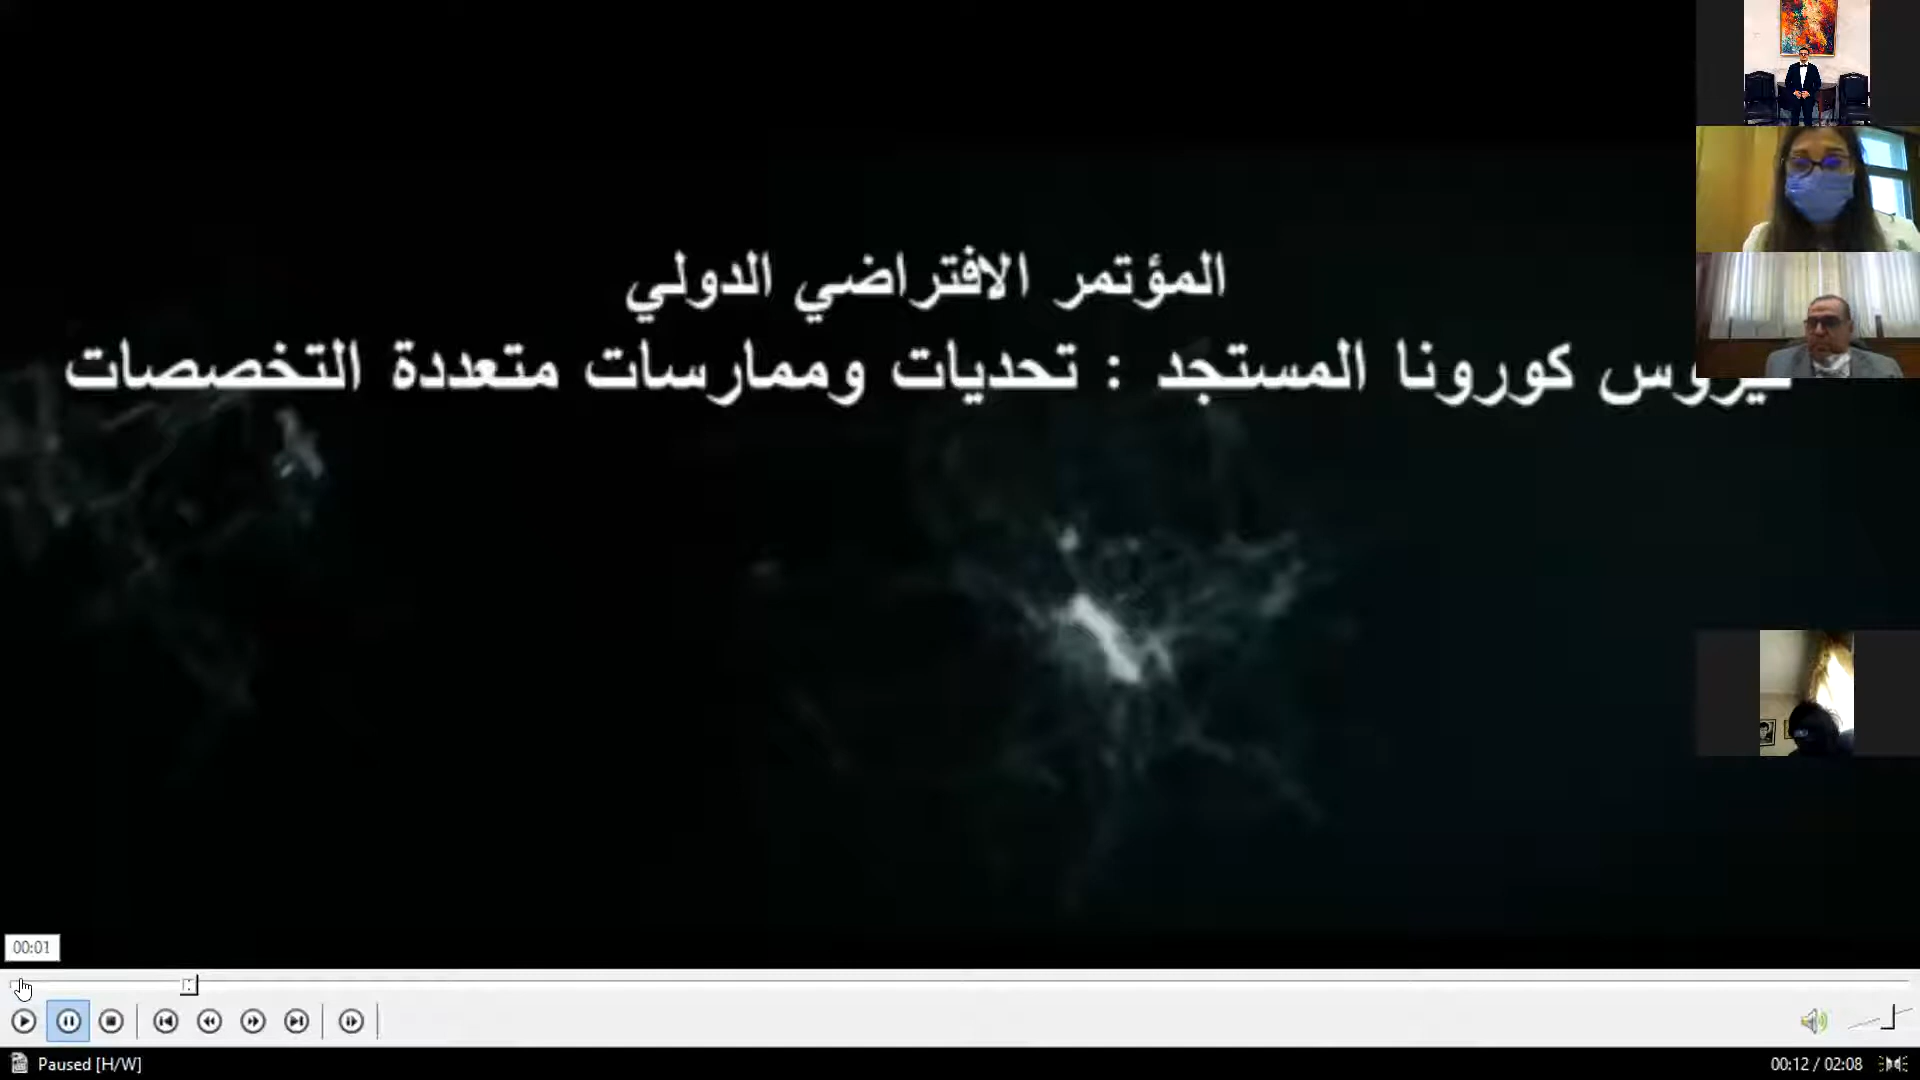 المؤتمر الافتراضي الدولي
كورونا المستجد : تحديات وممارسات متعددة التخصصات
00:01
Paused [H/W]
00:12 / 02:08